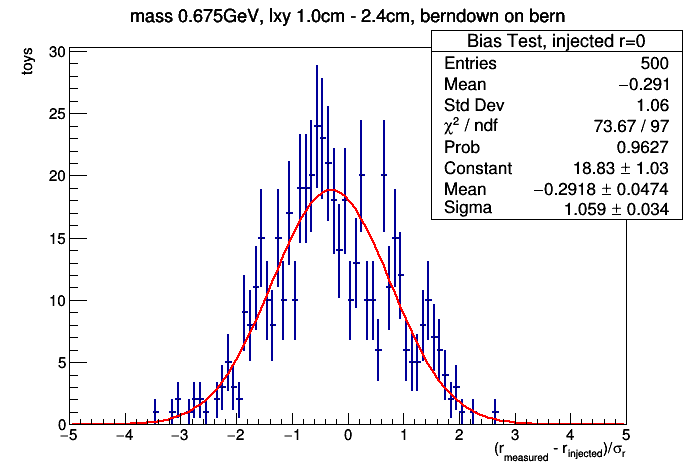 mass 0.675GeV, lxy 1.0cm - 2.4cm, berndown on bern
Bias Test, injected r=0
Entries 500
Mean −0.291
Std Dev 1.06
χ² / ndf 73.67 / 97
Prob 0.9627
Constant 18.83 ± 1.03
Mean −0.2918 ± 0.0474
Sigma 1.059 ± 0.034
toys
30
25
20
15
10
5
0
−5 −4 −3 −2 −1 0 1 2 3 4 5
(r_measured - r_injected)/σ_r